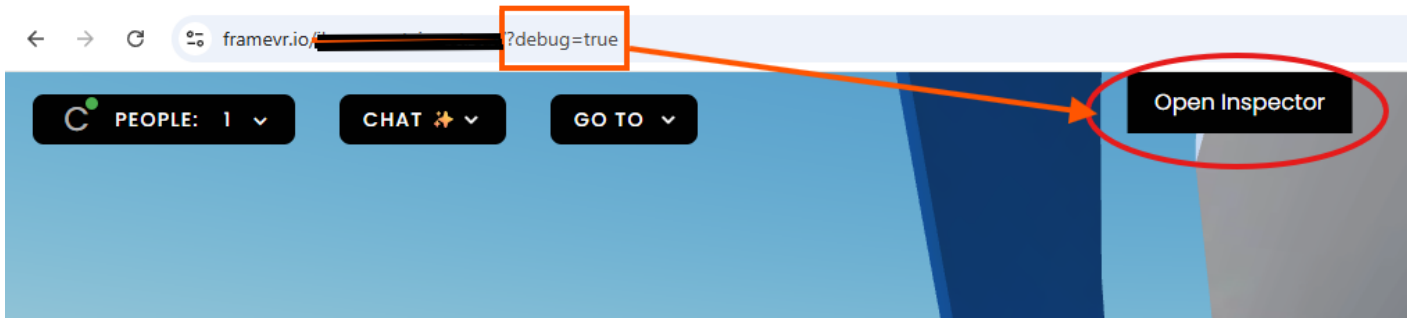 framevr.io/ ?debug=true
PEOPLE: 1
CHAT
GO TO
Open Inspector